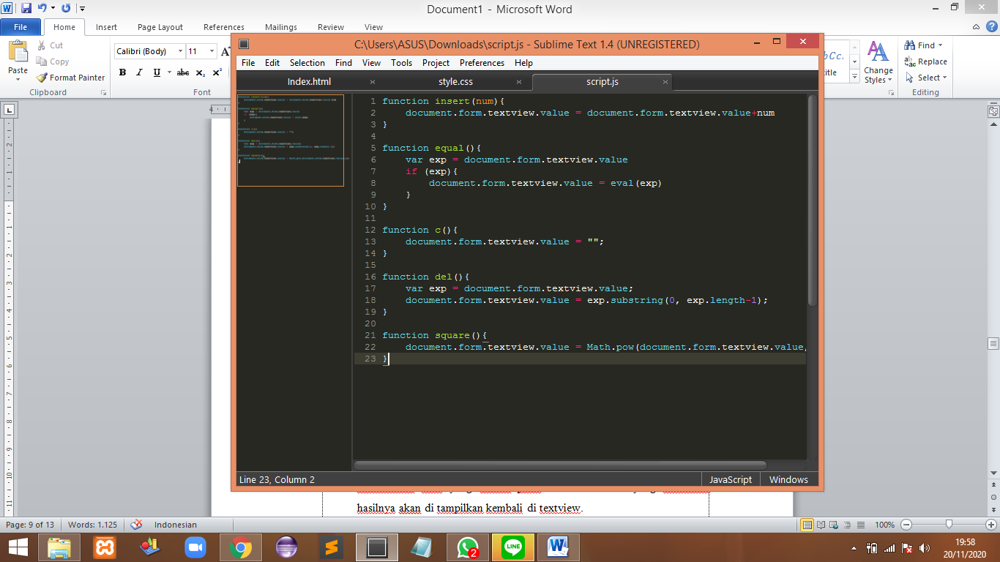 Document1 - Microsoft Word
File Home Insert Page Layout References Mailings Review View
Paste
Cut
Copy
Format Painter
Clipboard
Calibri (Body) 11 A
B I U abc X₂ X²
Font
Change Styles
Find
Replace
Select
Editing
C:\Users\ASUS\Downloads\script.js - Sublime Text 1.4 (UNREGISTERED)
File Edit Selection Find View Tools Project Preferences Help
Index.html × style.css × script.js ×
1 function insert(num){
2     document.form.textview.value = document.form.textview.value+num
3 }
4
5 function equal(){
6     var exp = document.form.textview.value
7     if (exp){
8         document.form.textview.value = eval(exp)
9     }
10 }
11
12 function c(){
13     document.form.textview.value = "";
14 }
15
16 function del(){
17     var exp = document.form.textview.value;
18     document.form.textview.value = exp.substring(0, exp.length-1);
19 }
20
21 function square(){
22     document.form.textview.value = Math.pow(document.form.textview.value,
23 }
Line 23, Column 2 JavaScript Windows
hasilnya akan di tampilkan kembali di textview.
Page: 9 of 13 Words: 1.125 Indonesian 100%
2
LINE
19:58
20/11/2020